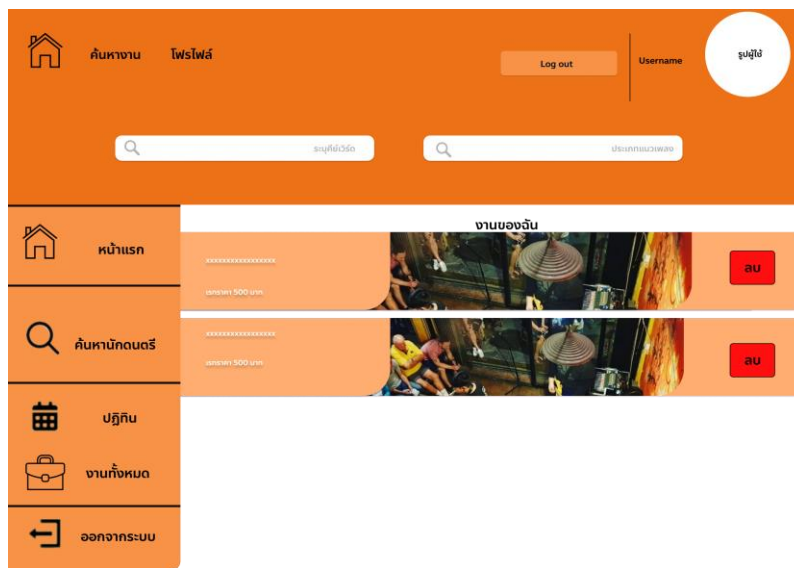 ค้นหางาน โฟรไฟล์ Log out Username รูปผู้ใช้
ระบุคีย์เวิร์ด ประเภทแนวเพลง
งานของฉัน
หน้าแรก
xxxxxxxxxxxxxxxxx
เรทราคา 500 บาท
ลบ
ค้นหานักดนตรี
xxxxxxxxxxxxxxxxx
เรทราคา 500 บาท
ลบ
ปฏิทิน
งานทั้งหมด
ออกจากระบบ